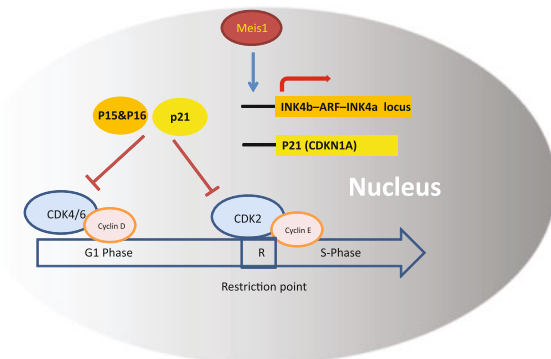 Meis1
INK4b–ARF–INK4a locus
P15&P16
p21
P21 (CDKN1A)
Nucleus
CDK4/6
Cyclin D
CDK2
Cyclin E
G1 Phase
R
S-Phase
Restriction point